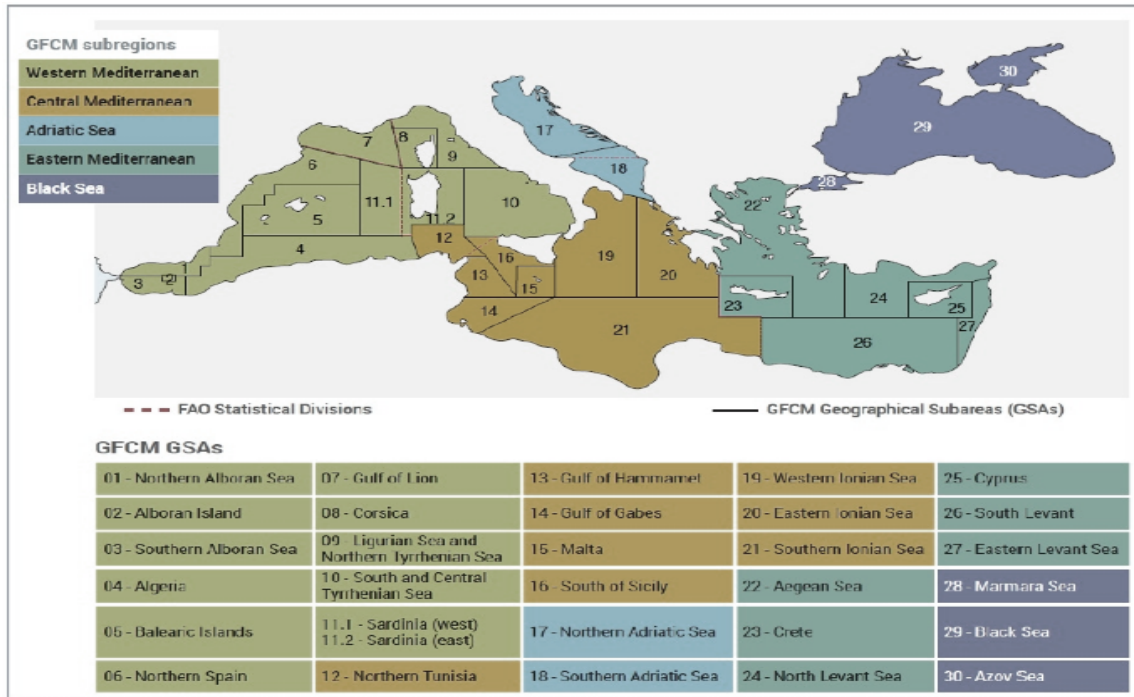 GFCM subregions
Western Mediterranean
Central Mediterranean
Adriatic Sea
Eastern Mediterranean
Black Sea
30
29
28
17
18
7
8
9
6
5
11.1
11.2
10
4
12
16
13
15
14
19
20
21
22
23
24
25
26
27
1
2
3
FAO Statistical Divisions
GFCM Geographical Subareas (GSAs)
GFCM GSAs
01 - Northern Alboran Sea
02 - Alboran Island
03 - Southern Alboran Sea
04 - Algeria
05 - Balearic Islands
06 - Northern Spain
07 - Gulf of Lion
08 - Corsica
09 - Ligurian Sea and
Northern Tyrrhenian Sea
10 - South and Central
Tyrrhenian Sea
11.1 - Sardinia (west)
11.2 - Sardinia (east)
12 - Northern Tunisia
13 - Gulf of Hammamet
14 - Gulf of Gabes
15 - Malta
16 - South of Sicily
17 - Northern Adriatic Sea
18 - Southern Adriatic Sea
19 - Western Ionian Sea
20 - Eastern Ionian Sea
21 - Southern Ionian Sea
22 - Aegean Sea
23 - Crete
24 - North Levant Sea
25 - Cyprus
26 - South Levant
27 - Eastern Levant Sea
28 - Marmara Sea
29 - Black Sea
30 - Azov Sea